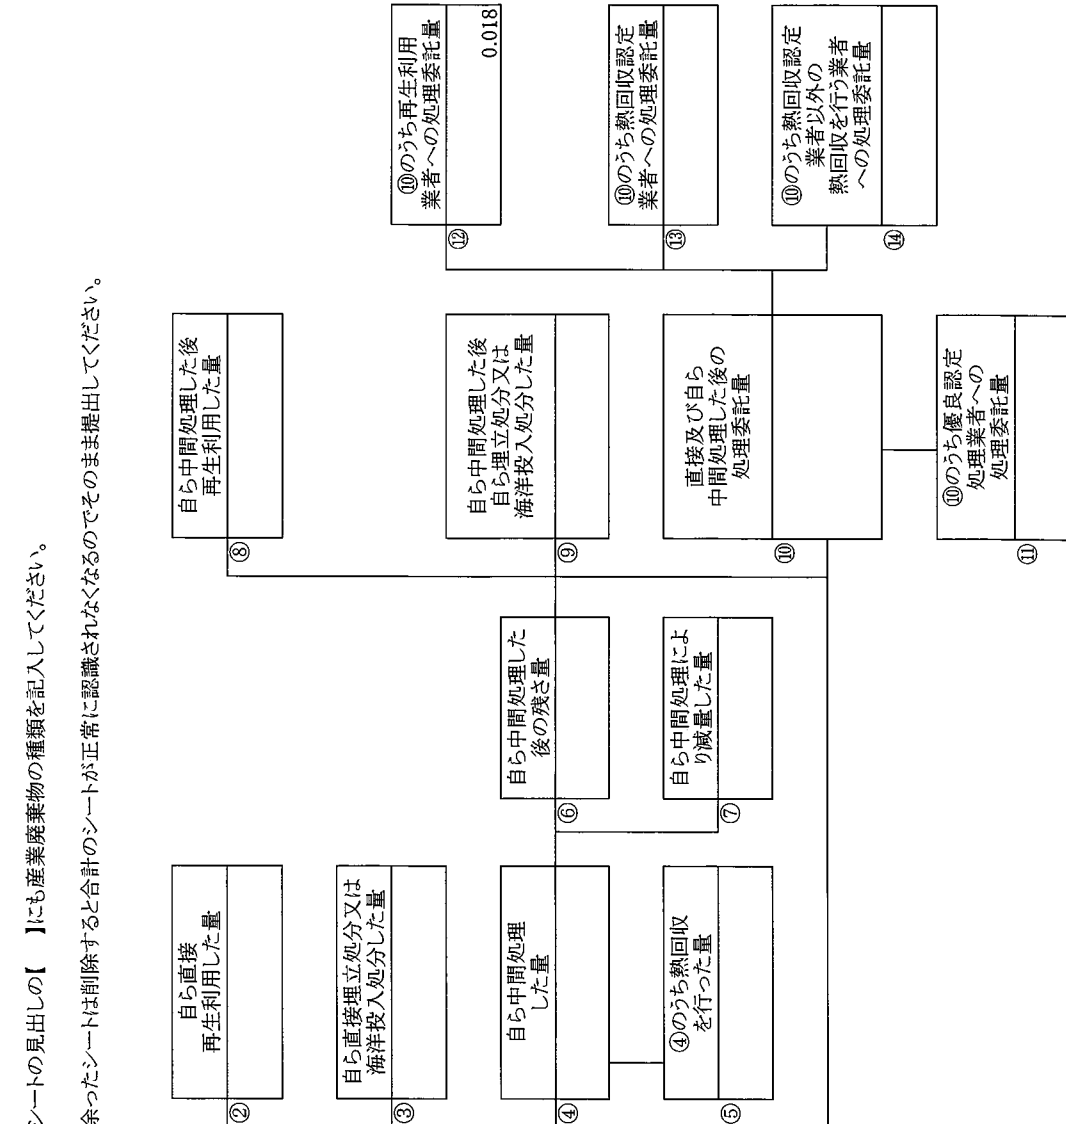 シートの見出しの【　】にも産業廃棄物の種類を記入してください。
余ったシートは削除すると合計のシートが正常に認識されなくなるのでそのまま提出してください。
②
自ら直接
再生利用した量
③
自ら直接埋立処分又は
海洋投入処分した量
④
自ら中間処理
した量
⑤
④のうち熱回収
を行った量
⑥
自ら中間処理した
後の残さ量
⑦
自ら中間処理によ
り減量した量
⑧
自ら中間処理した後
再生利用した量
⑨
自ら中間処理した後
自ら埋立処分又は
海洋投入処分した量
⑩
直接及び自ら
中間処理した後の
処理委託量
⑪
⑩のうち優良認定
処理業者への
処理委託量
⑫
⑩のうち再生利用
業者への処理委託量
0.018
⑬
⑩のうち熱回収認定
業者への処理委託量
⑭
⑩のうち熱回収認定
業者以外の
熱回収を行う業者
への処理委託量